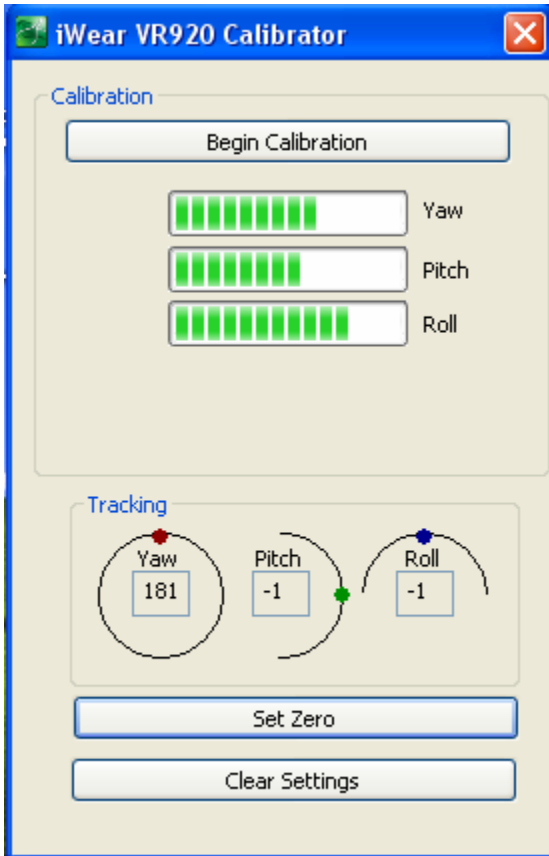 iWear VR920 Calibrator
Calibration
Begin Calibration
Yaw
Pitch
Roll
Tracking
Yaw Pitch Roll
181 -1 -1
Set Zero
Clear Settings